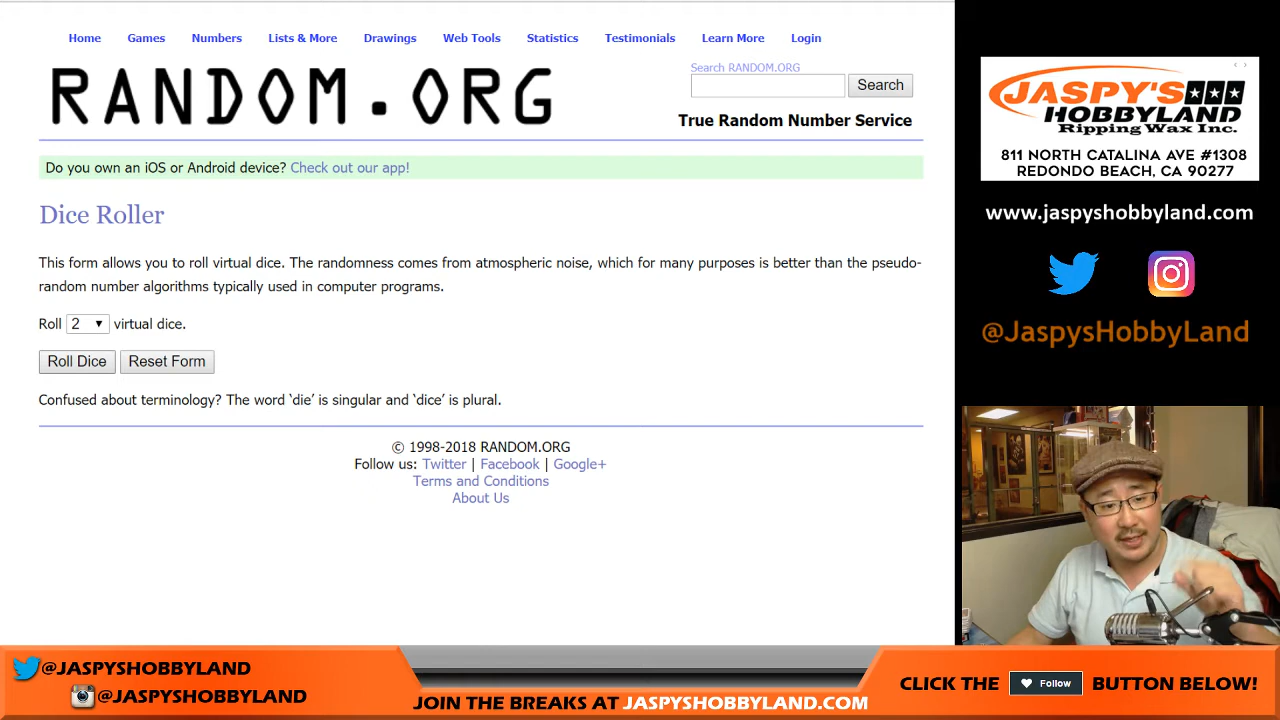 Home Games Numbers Lists & More Drawings Web Tools Statistics Testimonials Learn More Login
RANDOM.ORG
Search RANDOM.ORG
Search
True Random Number Service
Do you own an iOS or Android device? Check out our app!
Dice Roller
This form allows you to roll virtual dice. The randomness comes from atmospheric noise, which for many purposes is better than the pseudo-
random number algorithms typically used in computer programs.
Roll 2 virtual dice.
Roll Dice Reset Form
Confused about terminology? The word ‘die’ is singular and ‘dice’ is plural.
© 1998-2018 RANDOM.ORG
Follow us: Twitter | Facebook | Google+
Terms and Conditions
About Us
JASPY'S
HOBBYLAND
Ripping Wax Inc.
811 NORTH CATALINA AVE #1308
REDONDO BEACH, CA 90277
www.jaspyshobbyland.com
@JaspysHobbyLand
@JASPYSHOBBYLAND
@JASPYSHOBBYLAND
JOIN THE BREAKS AT JASPYSHOBBYLAND.COM
CLICK THE Follow BUTTON BELOW!